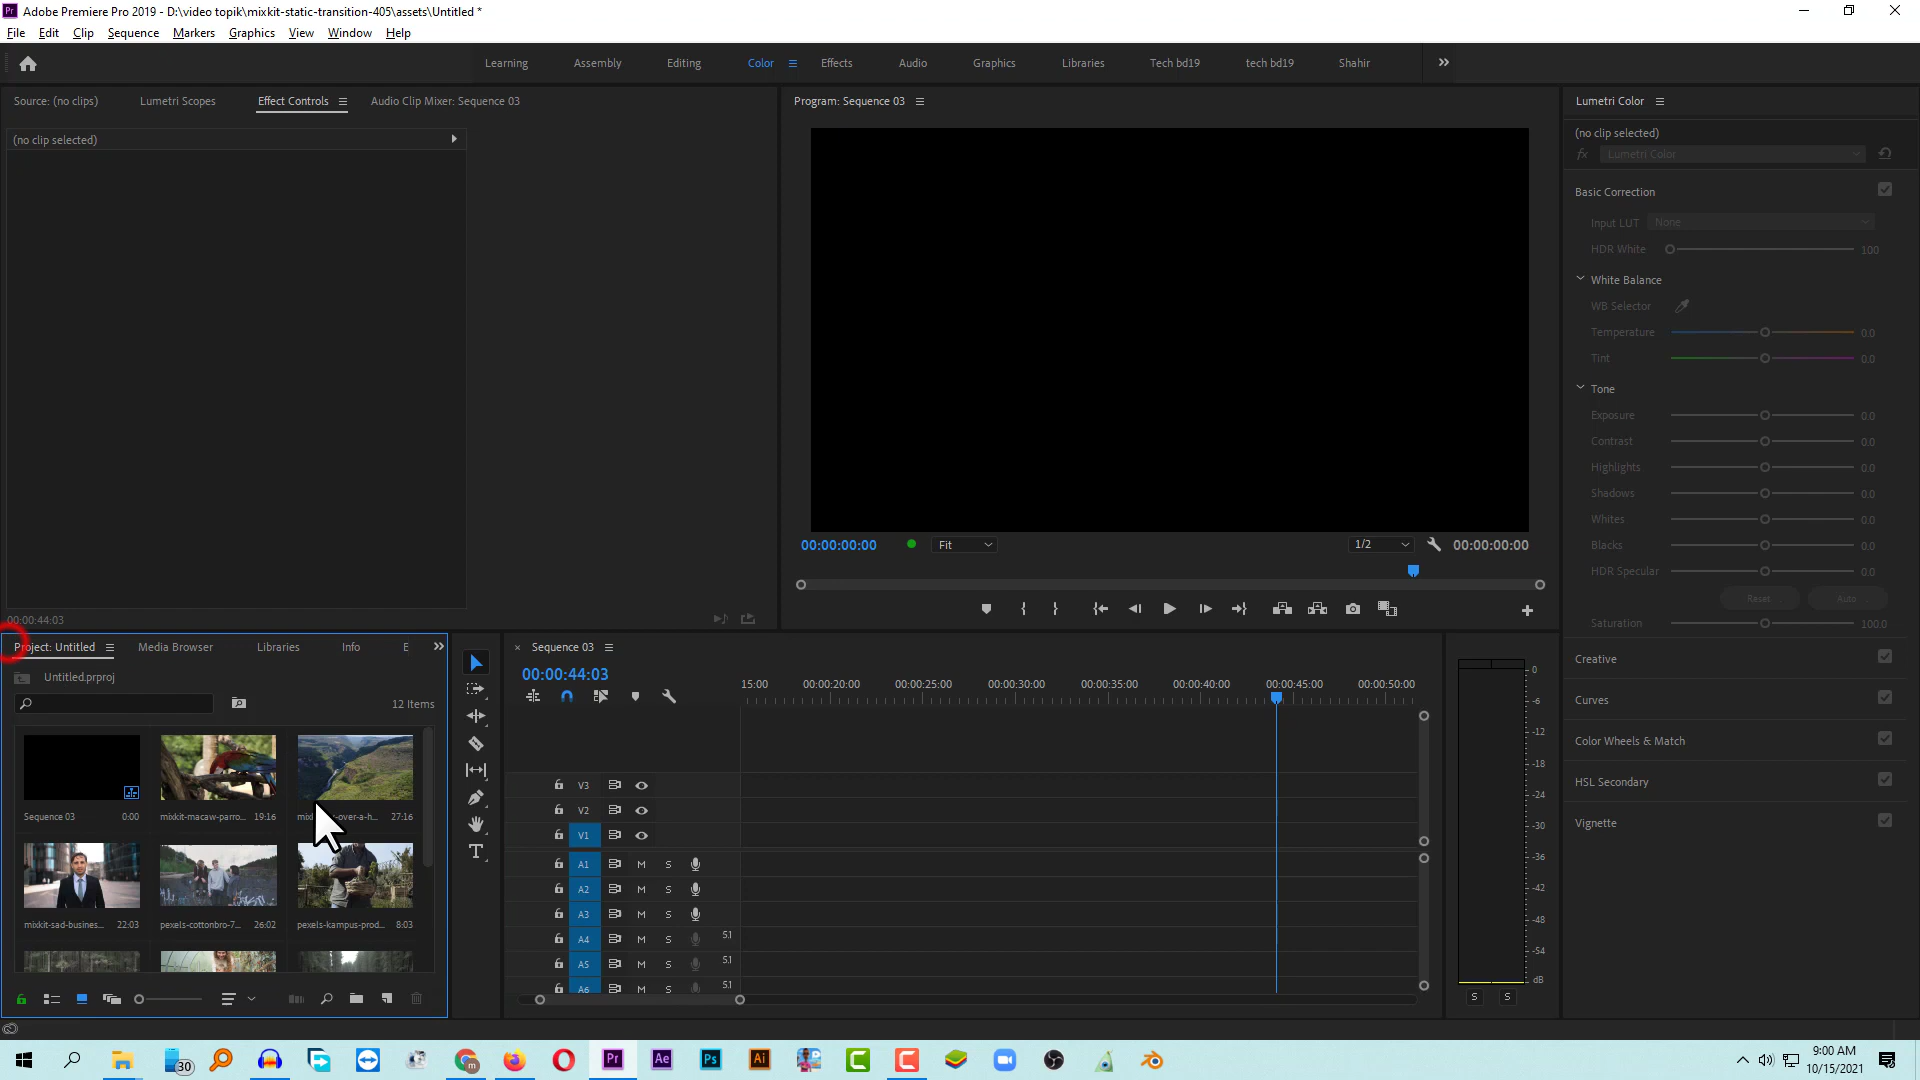 Adobe Premiere Pro 2019 - D:\video topik\mixkit-static-transition-405\assets\Untitled *
File Edit Clip Sequence Markers Graphics View Window Help
Learning Assembly Editing Color Effects Audio Graphics Libraries Tech bd19 tech bd19 Shahir
Source: (no clips) Lumetri Scopes Effect Controls Audio Clip Mixer: Sequence 03
(no clip selected)
00:00:44:03
Program: Sequence 03
00:00:00:00 Fit 1/2 00:00:00:00
Lumetri Color
(no clip selected)
fx Lumetri Color
Basic Correction
Input LUT None
HDR White 100
White Balance
WB Selector
Temperature 0.0
Tint 0.0
Tone
Exposure 0.0
Contrast 0.0
Highlights 0.0
Shadows 0.0
Whites 0.0
Blacks 0.0
HDR Specular 0.0
Reset Auto
Saturation 100.0
Creative
Curves
Color Wheels & Match
HSL Secondary
Vignette
Project: Untitled Media Browser Libraries Info E
Untitled.prproj
12 Items
Sequence 03 0:00 mixkit-macaw-parro... 19:16 over-a-h... 27:16
mixkit-sad-busines... 22:03 pexels-cottonbro-7... 26:02 pexels-kampus-prod... 8:03
Sequence 03
00:00:44:03
15:00 00:00:20:00 00:00:25:00 00:00:30:00 00:00:35:00 00:00:40:00 00:00:45:00 00:00:50:00
V3
V2
V1
A1 M S
A2 M S
A3 M S
A4 M S 5.1
A5 M S 5.1
A6 M S 5.1
0
-6
-12
-18
-24
-30
-36
-42
-48
-54
dB
S S
30
Pr Ae Ps Ai
9:00 AM
10/15/2021